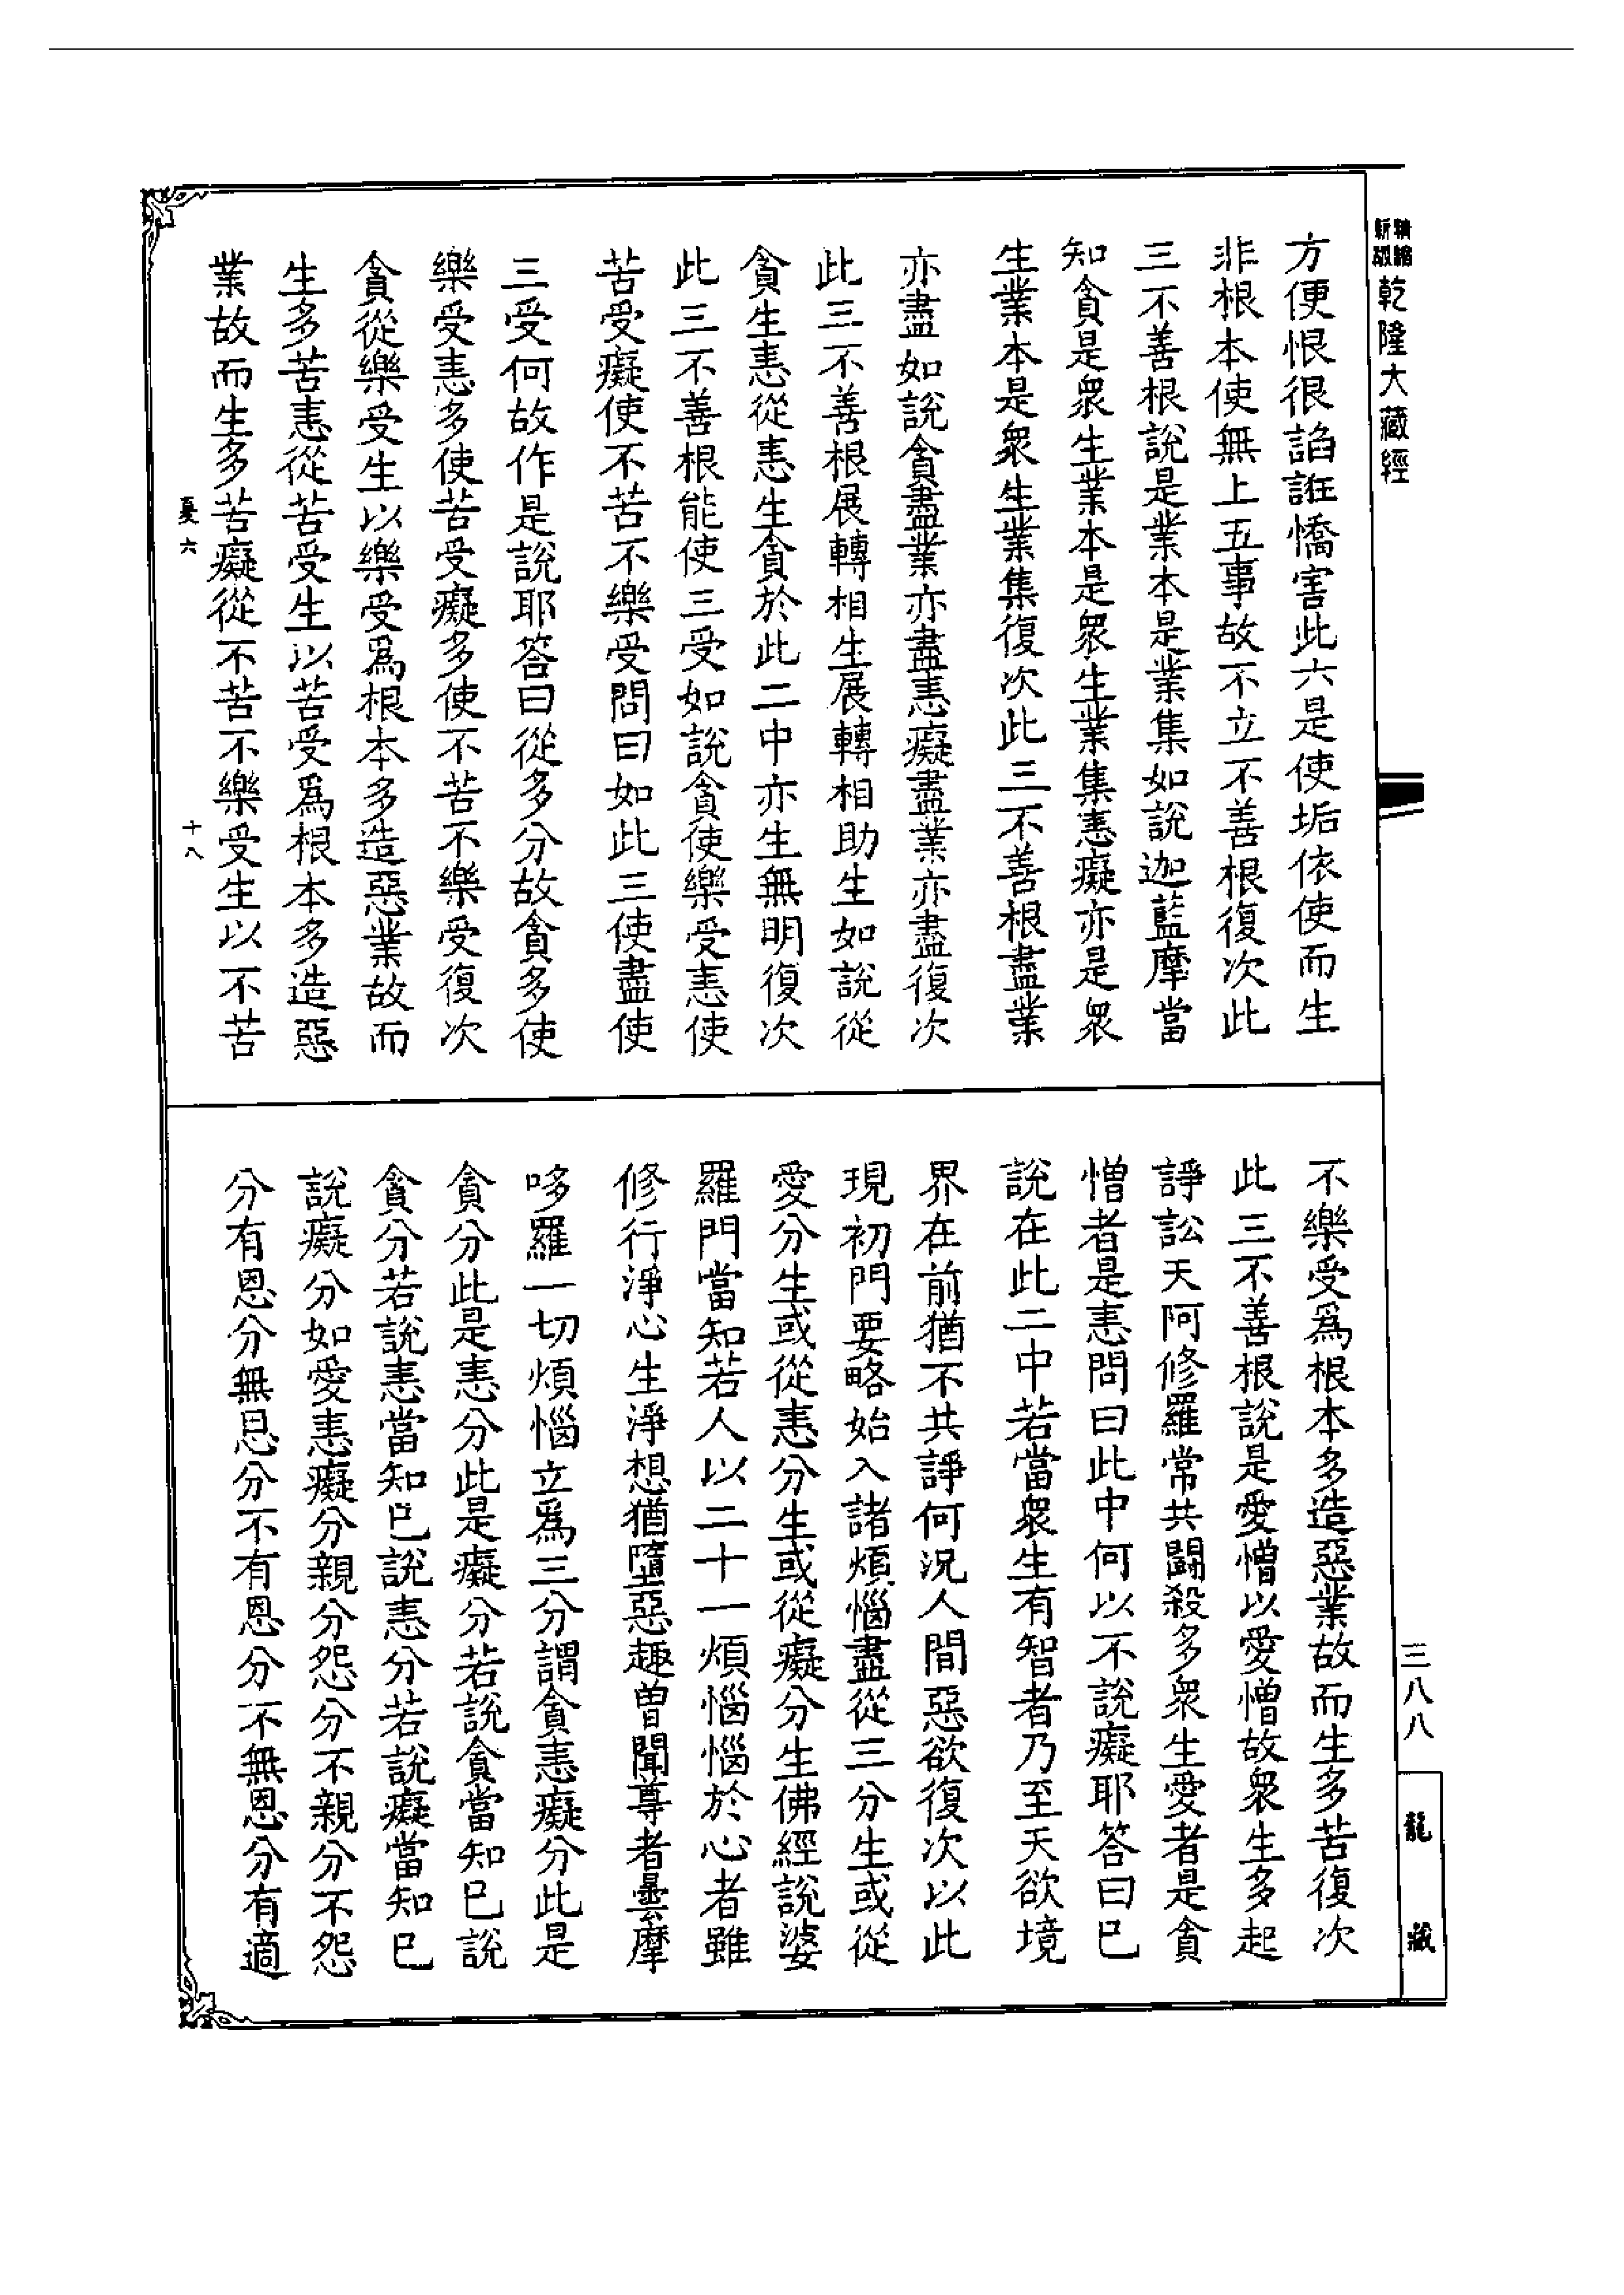 新編縮版乾隆大藏經
方便恨很諂誑憍害此六是使垢依使而生
非根本使無上五事故不立不善根復次此
三不善根說是業本是業集如說迦藍摩當
知貪是衆生業本是衆生業集恚癡亦是衆
生業本是衆生業集復次此三不善根盡業
亦盡如說貪盡業亦盡恚癡盡業亦盡復次
此三不善根展轉相生展轉相助生如說從
貪生恚從恚生貪於此二中亦生無明復次
此三不善根能使三受如說貪使樂受恚使
苦受癡使不苦不樂受問曰如此三使盡使
三受何故作是說耶答曰從多分故貪多使
樂受恚多使苦受癡多使不苦不樂受復次
貪從樂受生以樂受爲根本多造惡業故而
生多苦恚從苦受生以苦受爲根本多造惡
業故而生多苦癡從不苦不樂受生以不苦
憂六
十八
不樂受爲根本多造惡業故而生多苦復次
此三不善根說是愛憎以愛憎故衆生多起
諍訟天阿修羅常共鬪殺多衆生愛者是貪
憎者是恚問曰此中何以不說癡耶答曰已
說在此二中若當衆生有智者乃至天欲境
界在前猶不共諍何況人間惡欲復次以此
現初門要略始入諸煩惱盡從三分生或從
愛分生或從恚分生或從癡分生佛經說婆
羅門當知若人以二十一煩惱惱於心者雖
修行淨心生淨想猶墮惡趣曾聞尊者曇摩
哆羅一切煩惱立爲三分謂貪恚癡分此是
貪分此是恚分此是癡分若說貪當知已說
貪分若說恚當知已說恚分若說癡當知已
說癡分如愛恚癡分親分怨分不親分不怨
分有恩分無恩分不有恩分不無恩分有適
三八八
龍藏